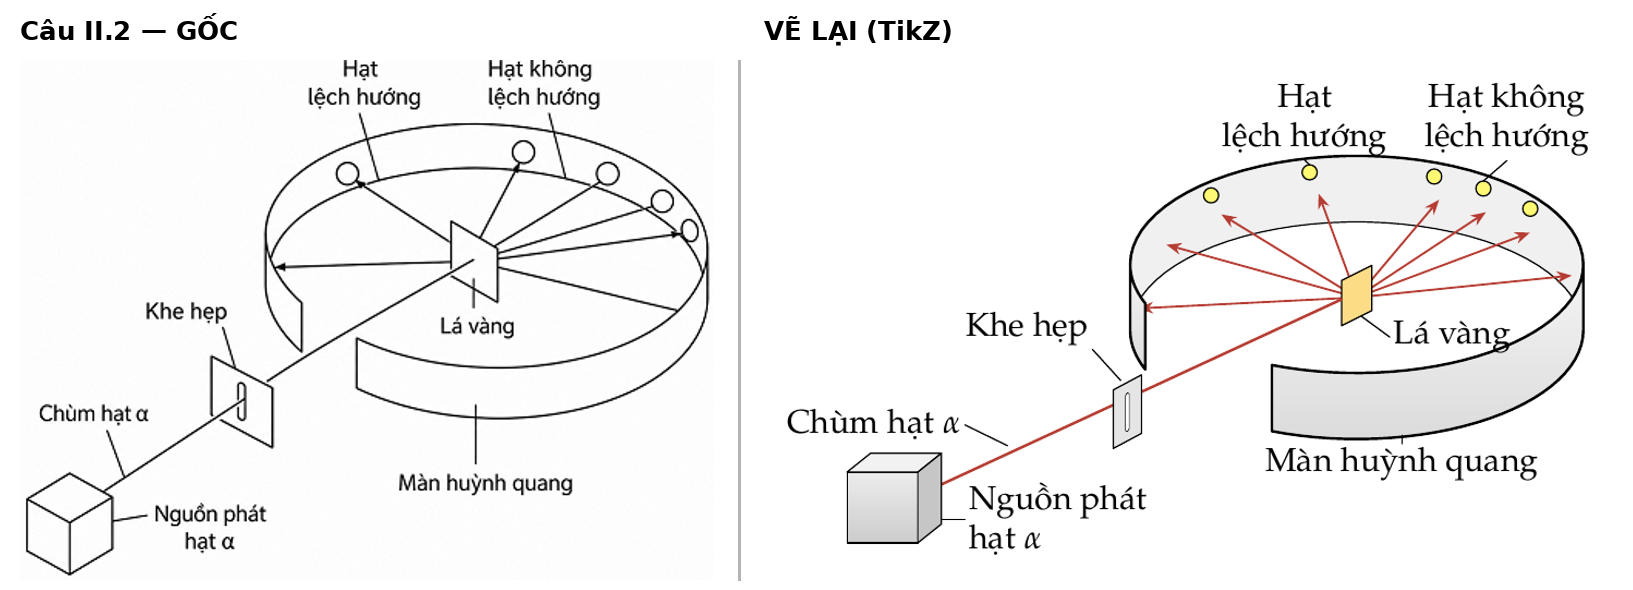 Câu II.2 — GỐC
Hạt
lệch hướng
Hạt không
lệch hướng
Khe hẹp
Lá vàng
Chùm hạt α
Màn huỳnh quang
Nguồn phát
hạt α
VẼ LẠI (TikZ)
Hạt
lệch hướng
Hạt không
lệch hướng
Khe hẹp
Lá vàng
Chùm hạt α
Màn huỳnh quang
Nguồn phát
hạt α